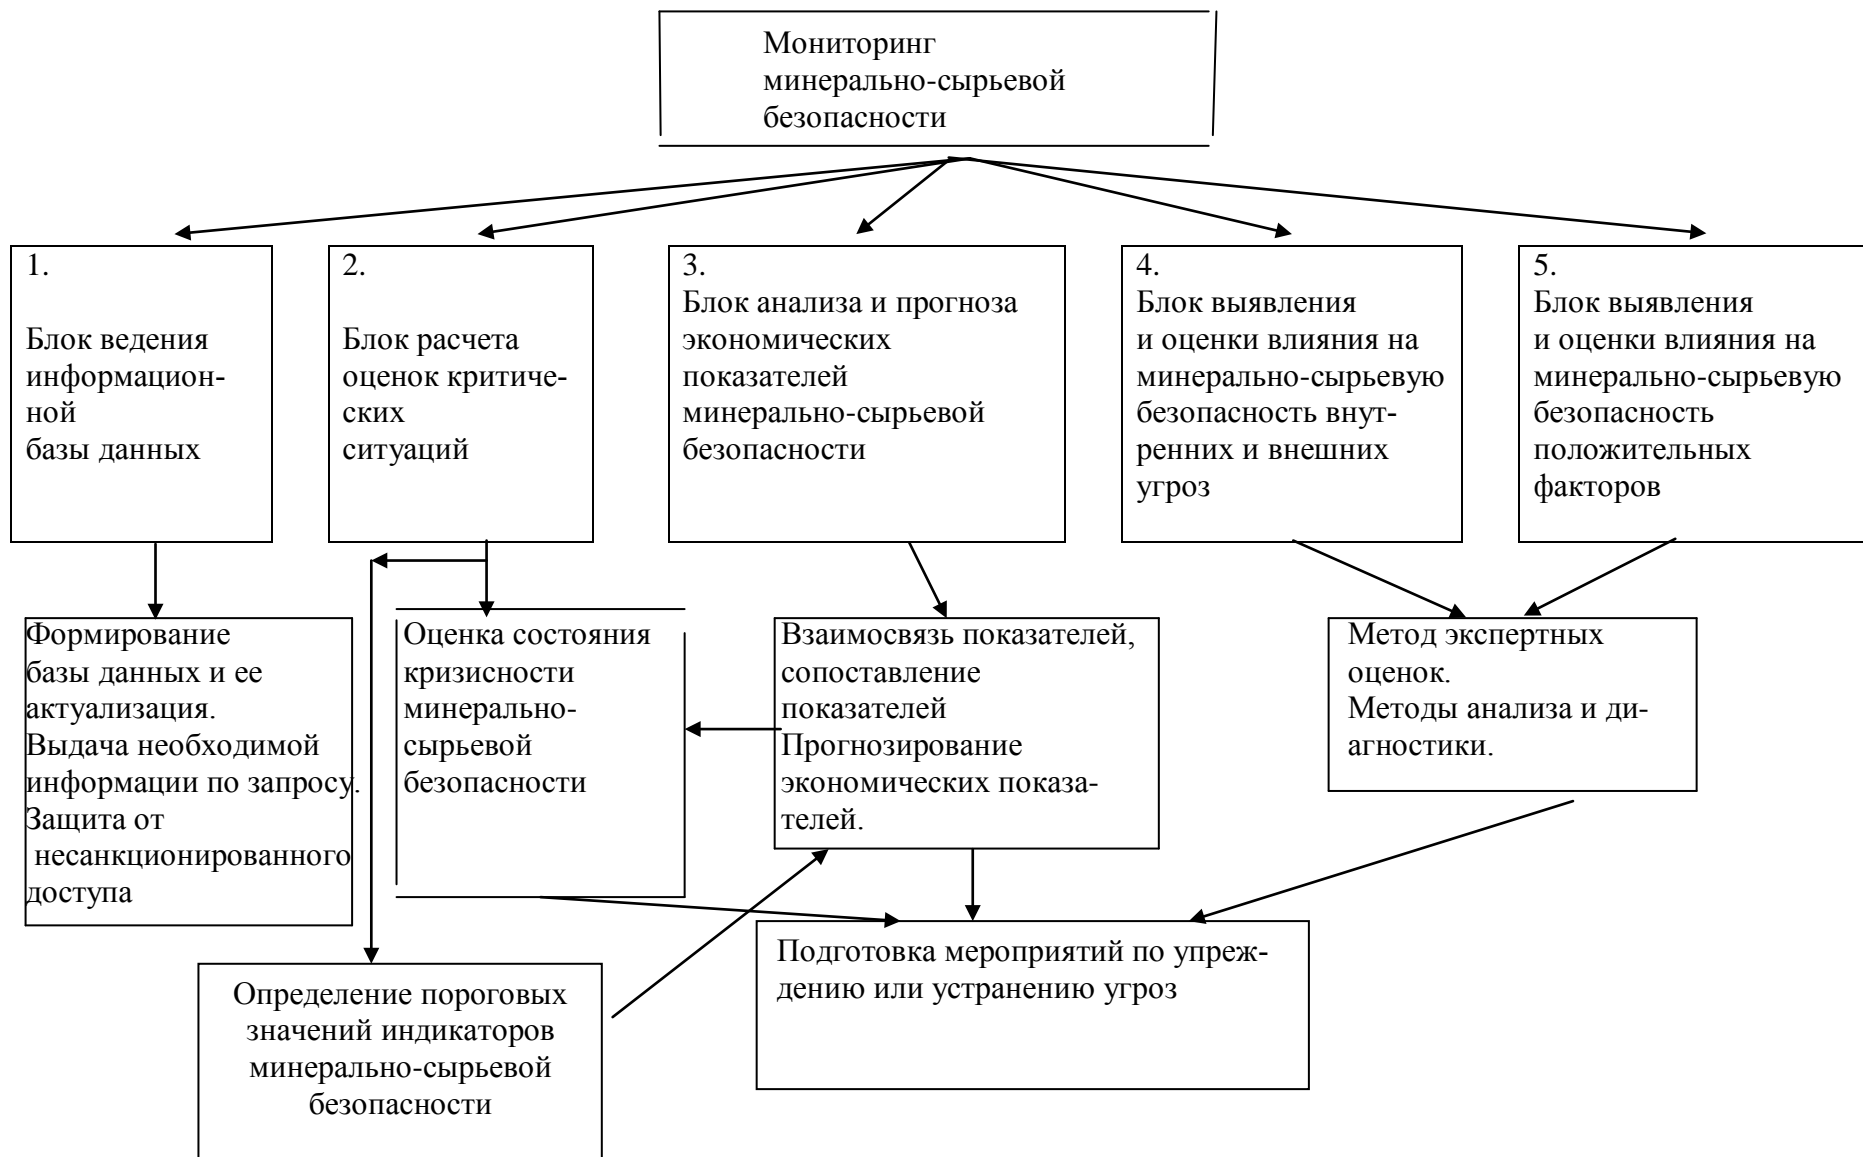 Мониторинг
минерально-сырьевой
безопасности
1.
Блок ведения
информацион-
ной
базы данных
2.
Блок расчета
оценок критиче-
ских
ситуаций
3.
Блок анализа и прогноза
экономических
показателей
минерально-сырьевой
безопасности
4.
Блок выявления
и оценки влияния на
минерально-сырьевую
безопасность внут-
ренних и внешних
угроз
5.
Блок выявления
и оценки влияния на
минерально-сырьевую
безопасность
положительных
факторов
Формирование
базы данных и ее
актуализация.
Выдача необходимой
информации по запросу.
Защита от
несанкционированного
доступа
Оценка состояния
кризисности
минерально-
сырьевой
безопасности
Взаимосвязь показателей,
сопоставление
показателей
Прогнозирование
экономических показа-
телей.
Метод экспертных
оценок.
Методы анализа и ди-
агностики.
Определение пороговых
значений индикаторов
минерально-сырьевой
безопасности
Подготовка мероприятий по упреж-
дению или устранению угроз